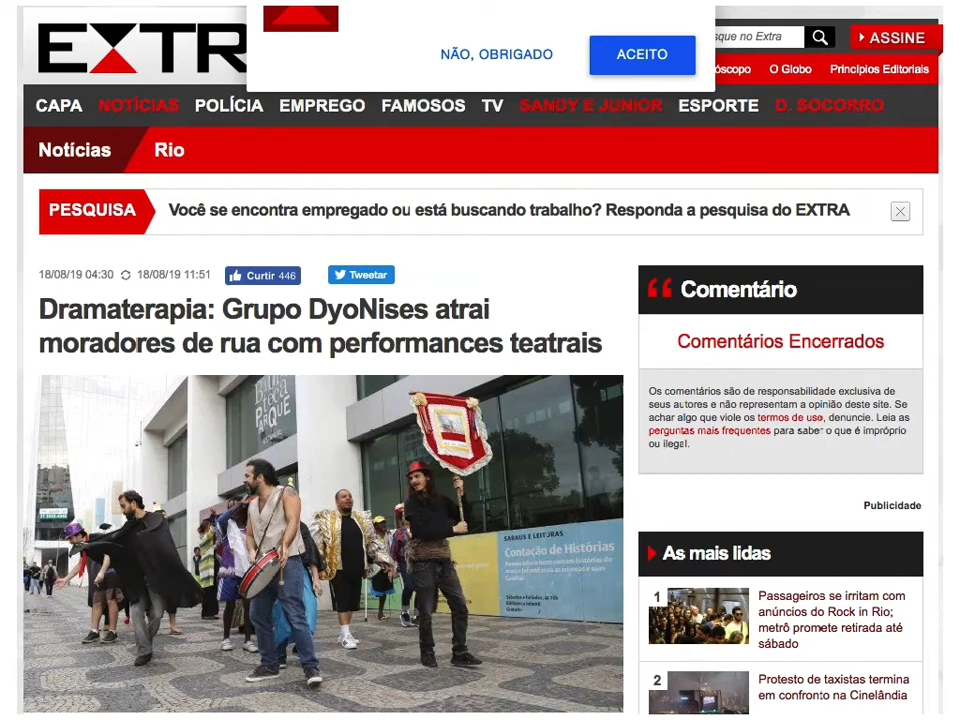 EXTR
NÃO, OBRIGADO
ACEITO
no Extra
ASSINE
O Globo
Princípios Editoriais
CAPA NOTÍCIAS POLÍCIA EMPREGO FAMOSOS TV SANDY E JUNIOR ESPORTE D. SOCORRO
Notícias Rio
PESQUISA Você se encontra empregado ou está buscando trabalho? Responda a pesquisa do EXTRA
18/08/19 04:30 18/08/19 11:51 Curtir 446 Tweetar
Dramaterapia: Grupo DyoNises atrai
moradores de rua com performances teatrais
Biblioteca
PARQUE
SARAUS E LEITURAS
Contação de Histórias
Comentário
Comentários Encerrados
Os comentários são de responsabilidade exclusiva de
seus autores e não representam a opinião deste site. Se
achar algo que viole os termos de uso, denuncie. Leia as
perguntas mais frequentes para saber o que é impróprio
ou ilegal.
Publicidade
As mais lidas
1
Passageiros se irritam com
anúncios do Rock in Rio;
metrô promete retirada até
sábado
2
Protesto de taxistas termina
em confronto na Cinelândia